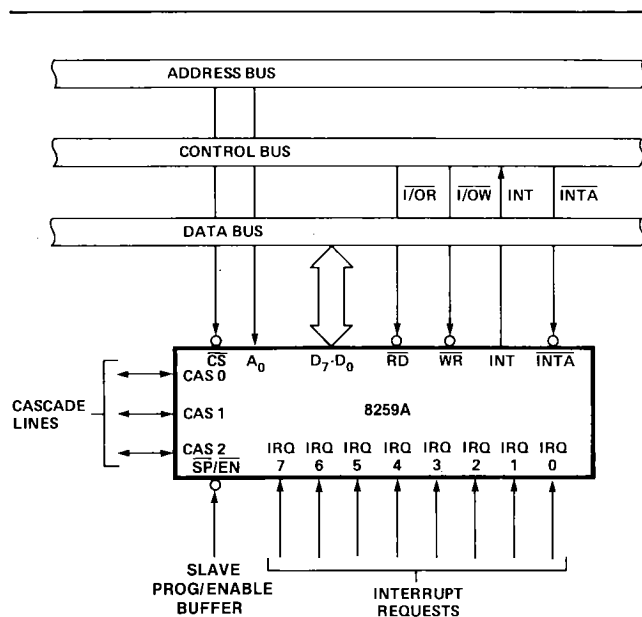 ADDRESS BUS
CONTROL BUS
I/OR I/OW INT INTA
DATA BUS
CS A0 D7-D0 RD WR INT INTA
CAS 0
CASCADE
LINES
CAS 1
8259A
CAS 2 IRQ IRQ IRQ IRQ IRQ IRQ IRQ IRQ
SP/EN 7 6 5 4 3 2 1 0
SLAVE
PROG/ENABLE
BUFFER
INTERRUPT
REQUESTS